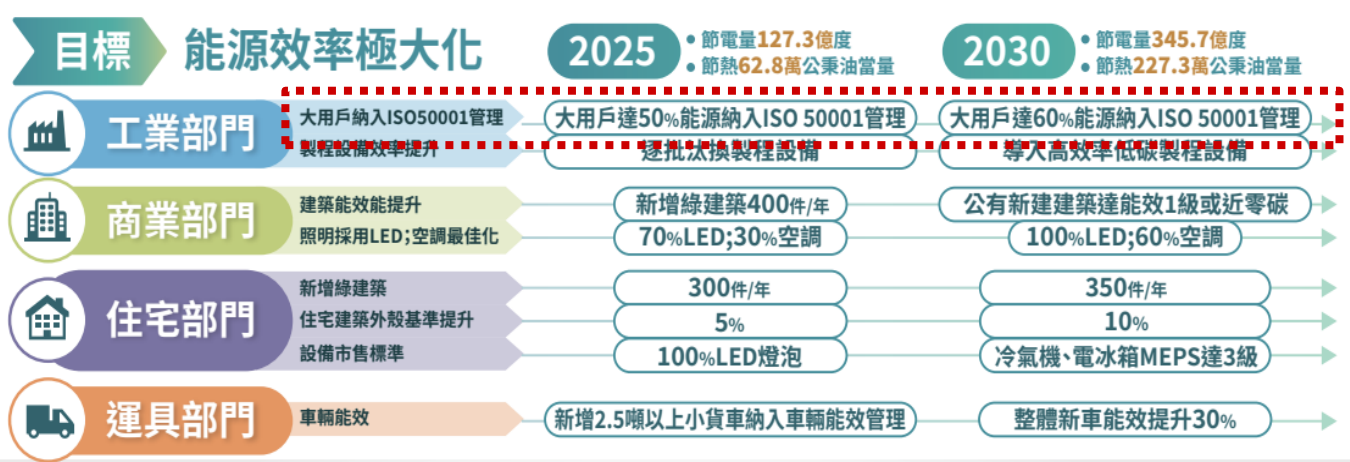 目標 能源效率極大化
2025
• 節電量127.3億度
• 節熱62.8萬公秉油當量
2030
• 節電量345.7億度
• 節熱227.3萬公秉油當量
工業部門
大用戶納入ISO50001管理 大用戶達50%能源納入ISO 50001管理 大用戶達60%能源納入ISO 50001管理
製程設備效率提升 逐批汰換製程設備 導入高效率低碳製程設備
商業部門
建築能效能提升 新增綠建築400件/年 公有新建建築達能效1級或近零碳
照明採用LED;空調最佳化 70%LED;30%空調 100%LED;60%空調
住宅部門
新增綠建築 300件/年 350件/年
住宅建築外殼基準提升 5% 10%
設備市售標準 100%LED燈泡 冷氣機、電冰箱MEPS達3級
運具部門
車輛能效 新增2.5噸以上小貨車納入車輛能效管理 整體新車能效提升30%